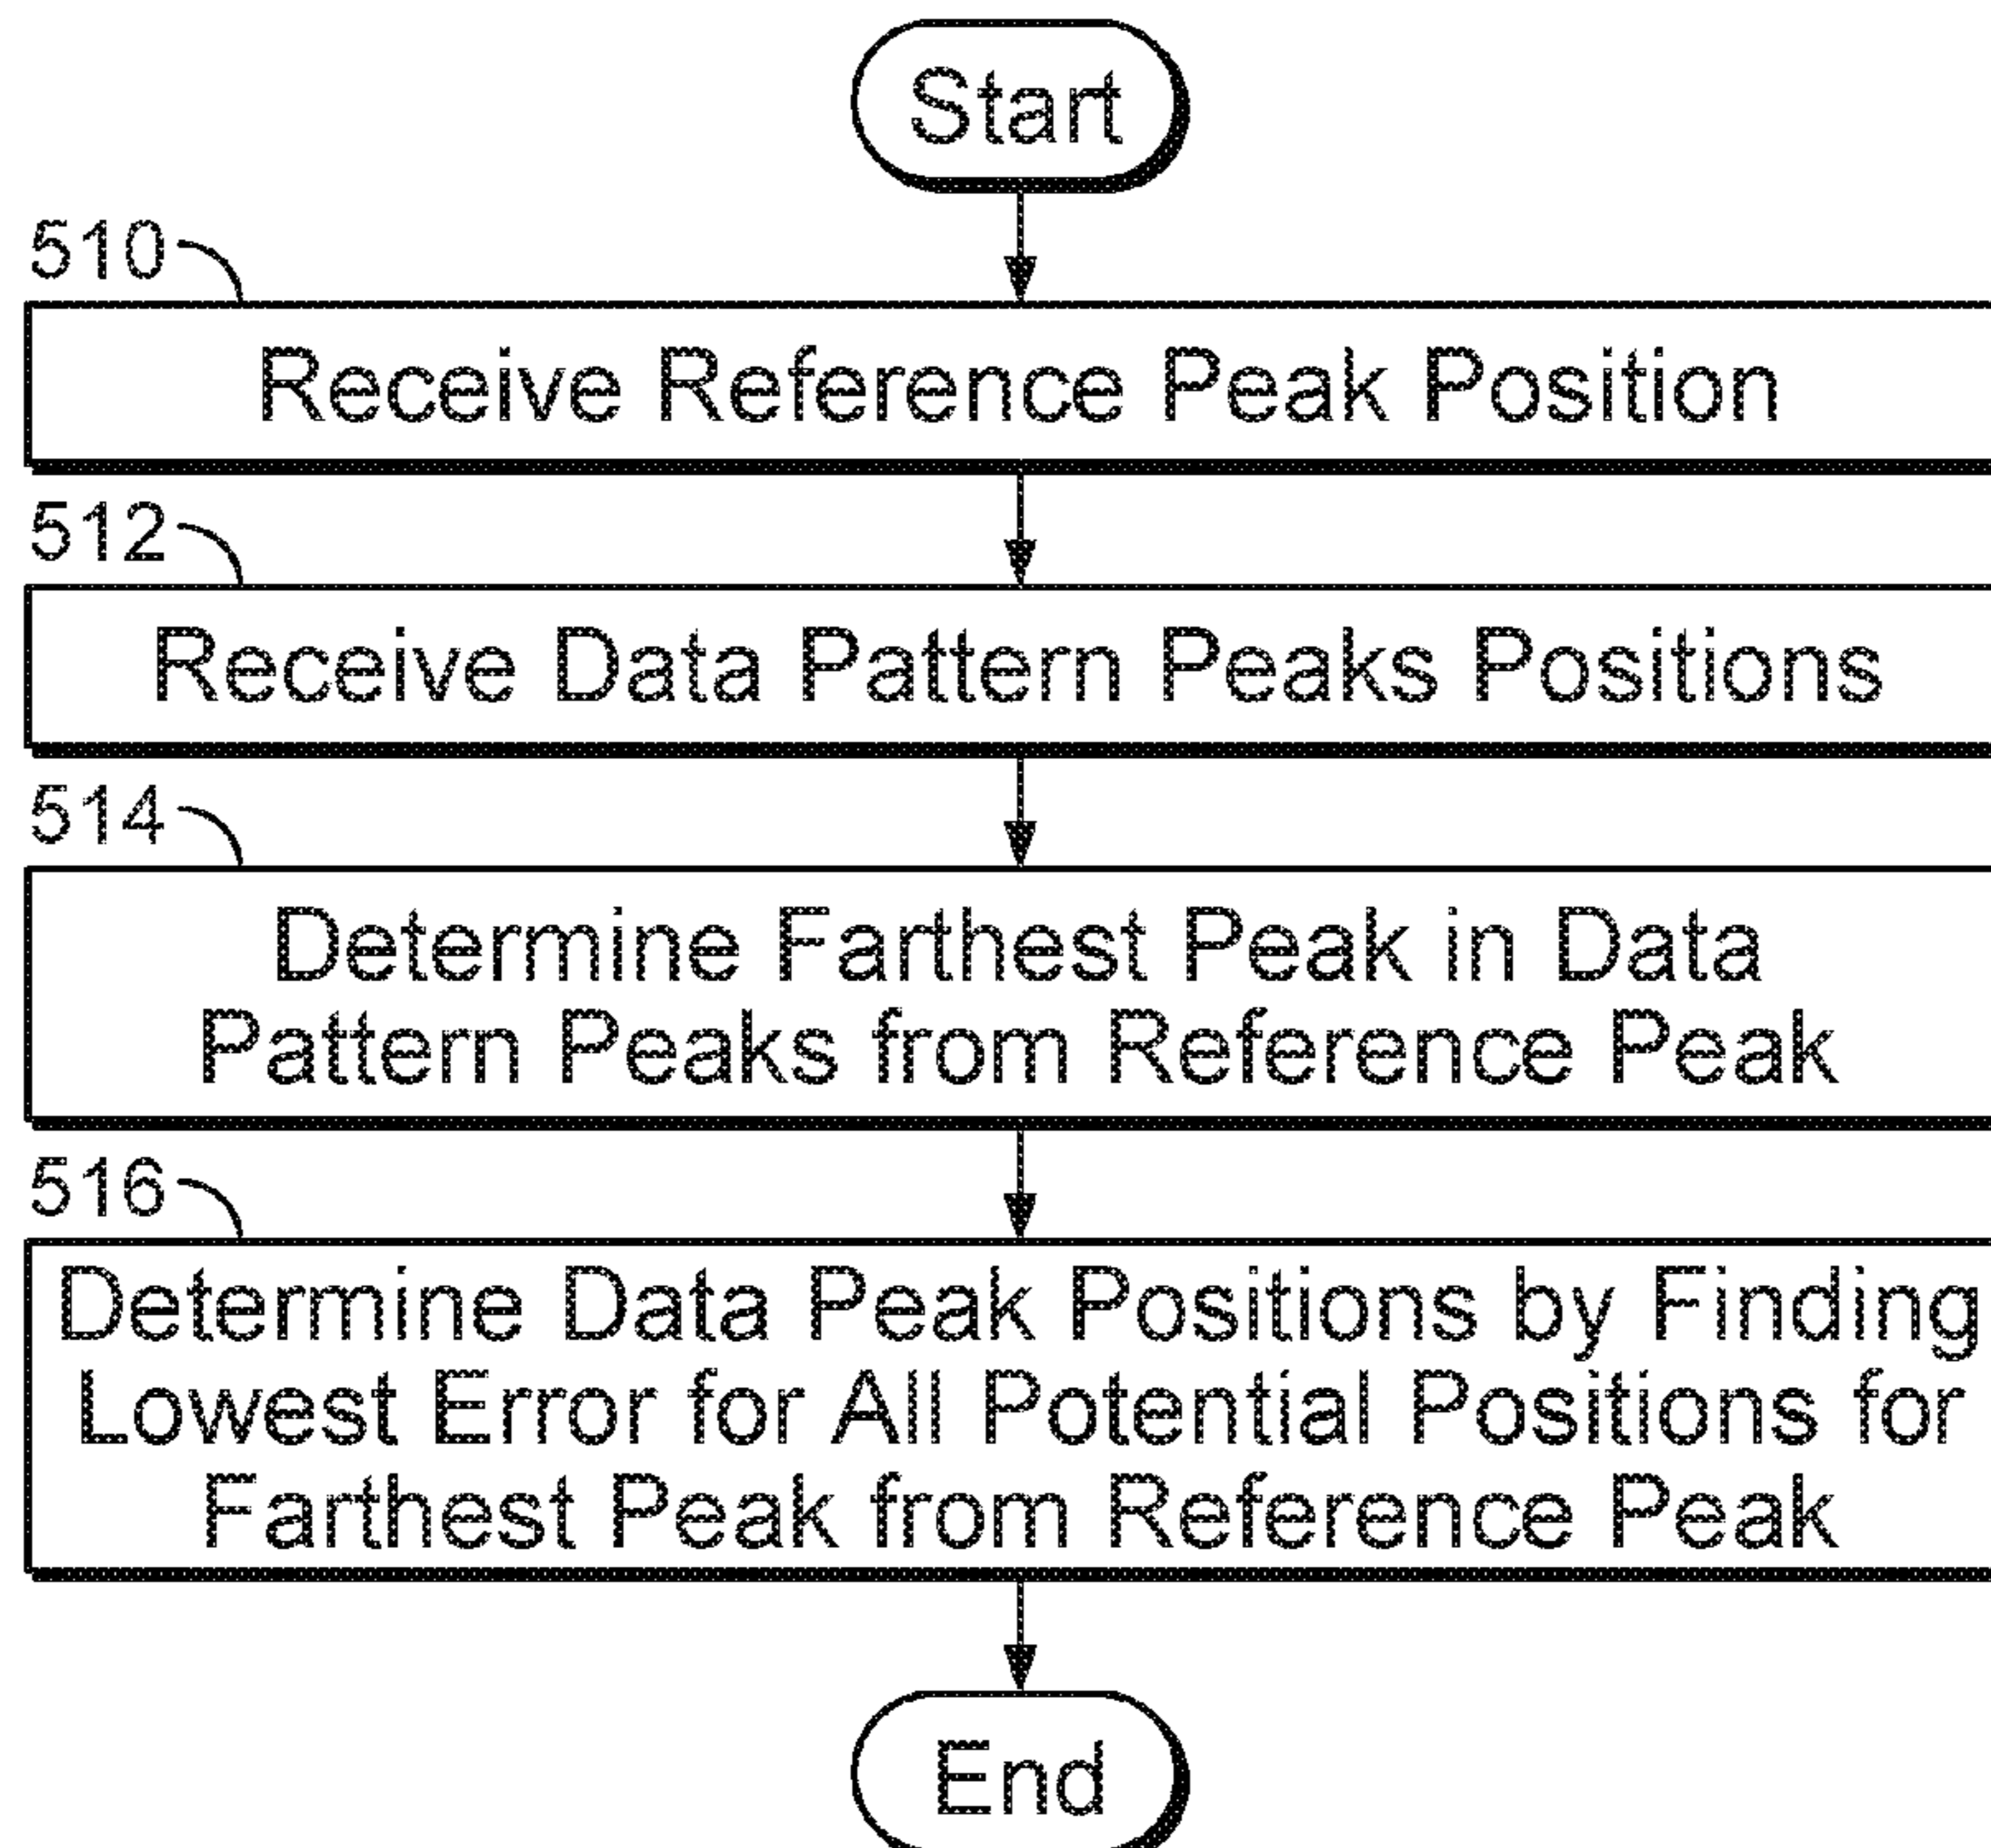 Start
510
Receive Reference Peak Position
512
Receive Data Pattern Peaks Positions
514
Determine Farthest Peak in Data
Pattern Peaks from Reference Peak
516
Determine Data Peak Positions by Finding
Lowest Error for All Potential Positions for
Farthest Peak from Reference Peak
End